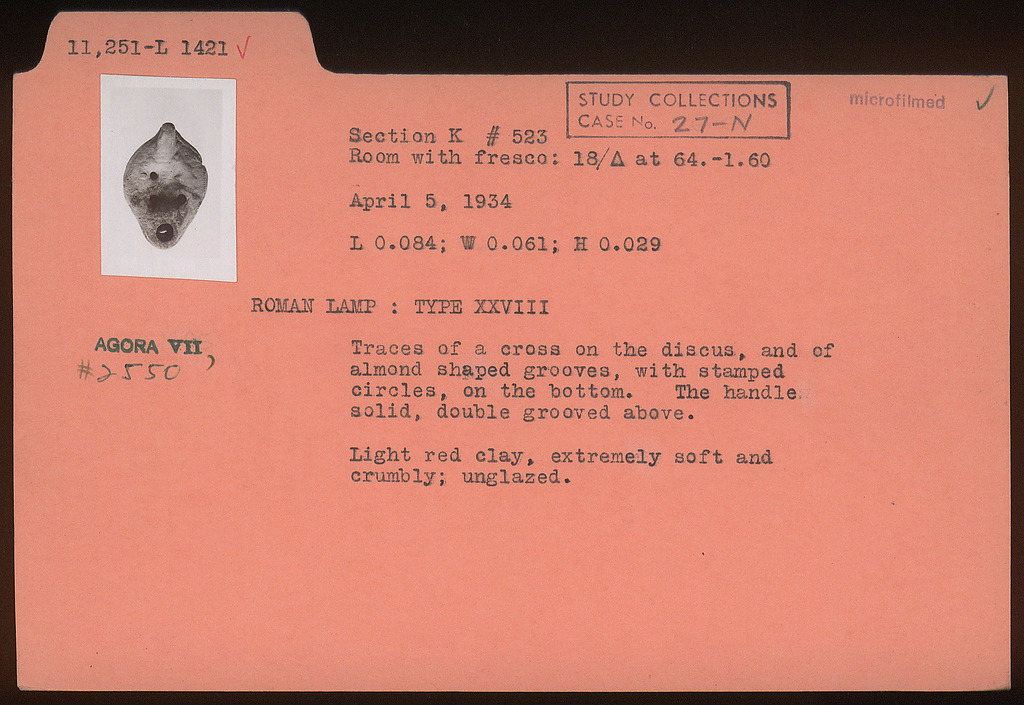 11,251-L 1421 ✓
STUDY COLLECTIONS
CASE No. 27-N
microfilmed ✓
Section K # 523
Room with fresco: 18/Δ at 64.-1.60
April 5, 1934
L 0.084; W 0.061; H 0.029
ROMAN LAMP : TYPE XXVIII
AGORA VII,
#2550
Traces of a cross on the discus, and of
almond shaped grooves, with stamped
circles, on the bottom. The handle
solid, double grooved above.
Light red clay, extremely soft and
crumbly; unglazed.